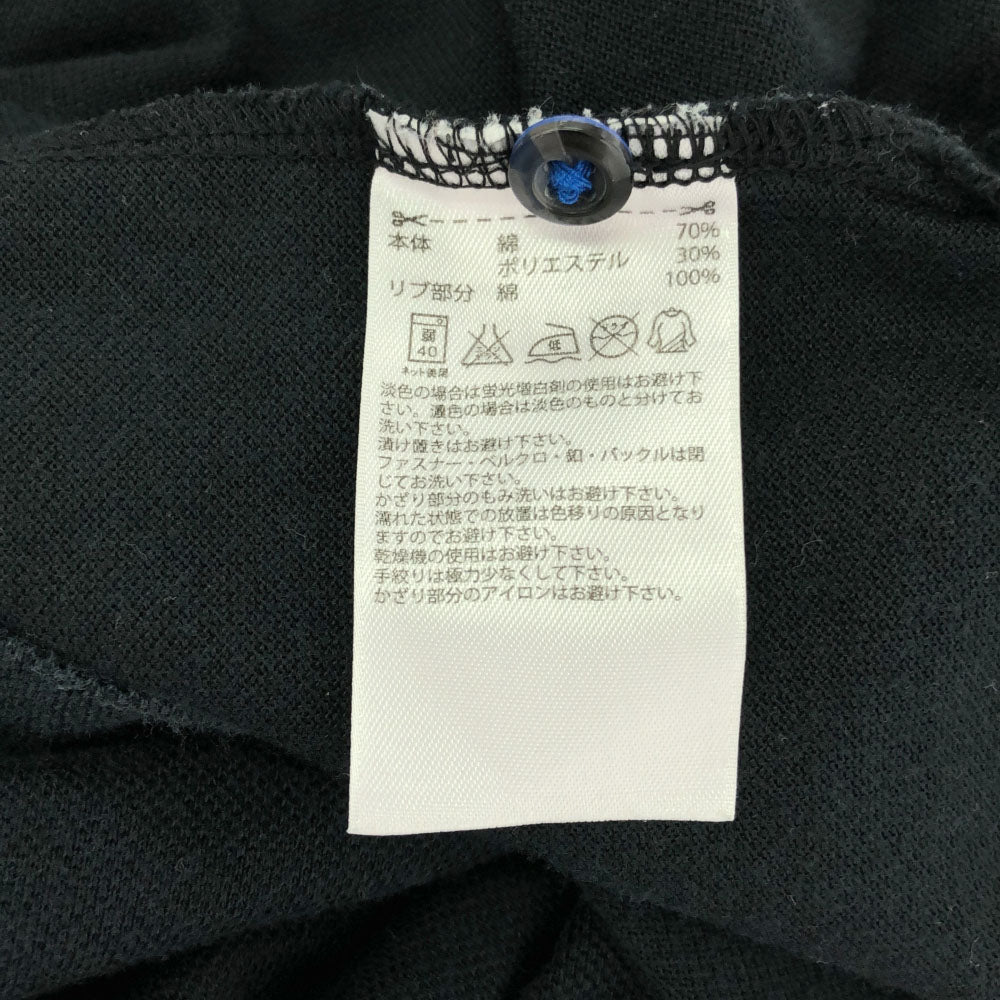 本体 綿 70%
ポリエステル 30%
リブ部分 綿 100%
弱
40
低
ネット使用
淡色の場合は蛍光増白剤の使用はお避け下
さい。濃色の場合は淡色のものと分けてお
洗い下さい。
漬け置きはお避け下さい。
ファスナー・ベルクロ・釦・バックルは閉
じてお洗い下さい。
かざり部分のもみ洗いはお避け下さい。
濡れた状態での放置は色移りの原因となり
ますのでお避け下さい。
乾燥機の使用はお避け下さい。
手絞りは極力少なくして下さい。
かざり部分のアイロンはお避け下さい。